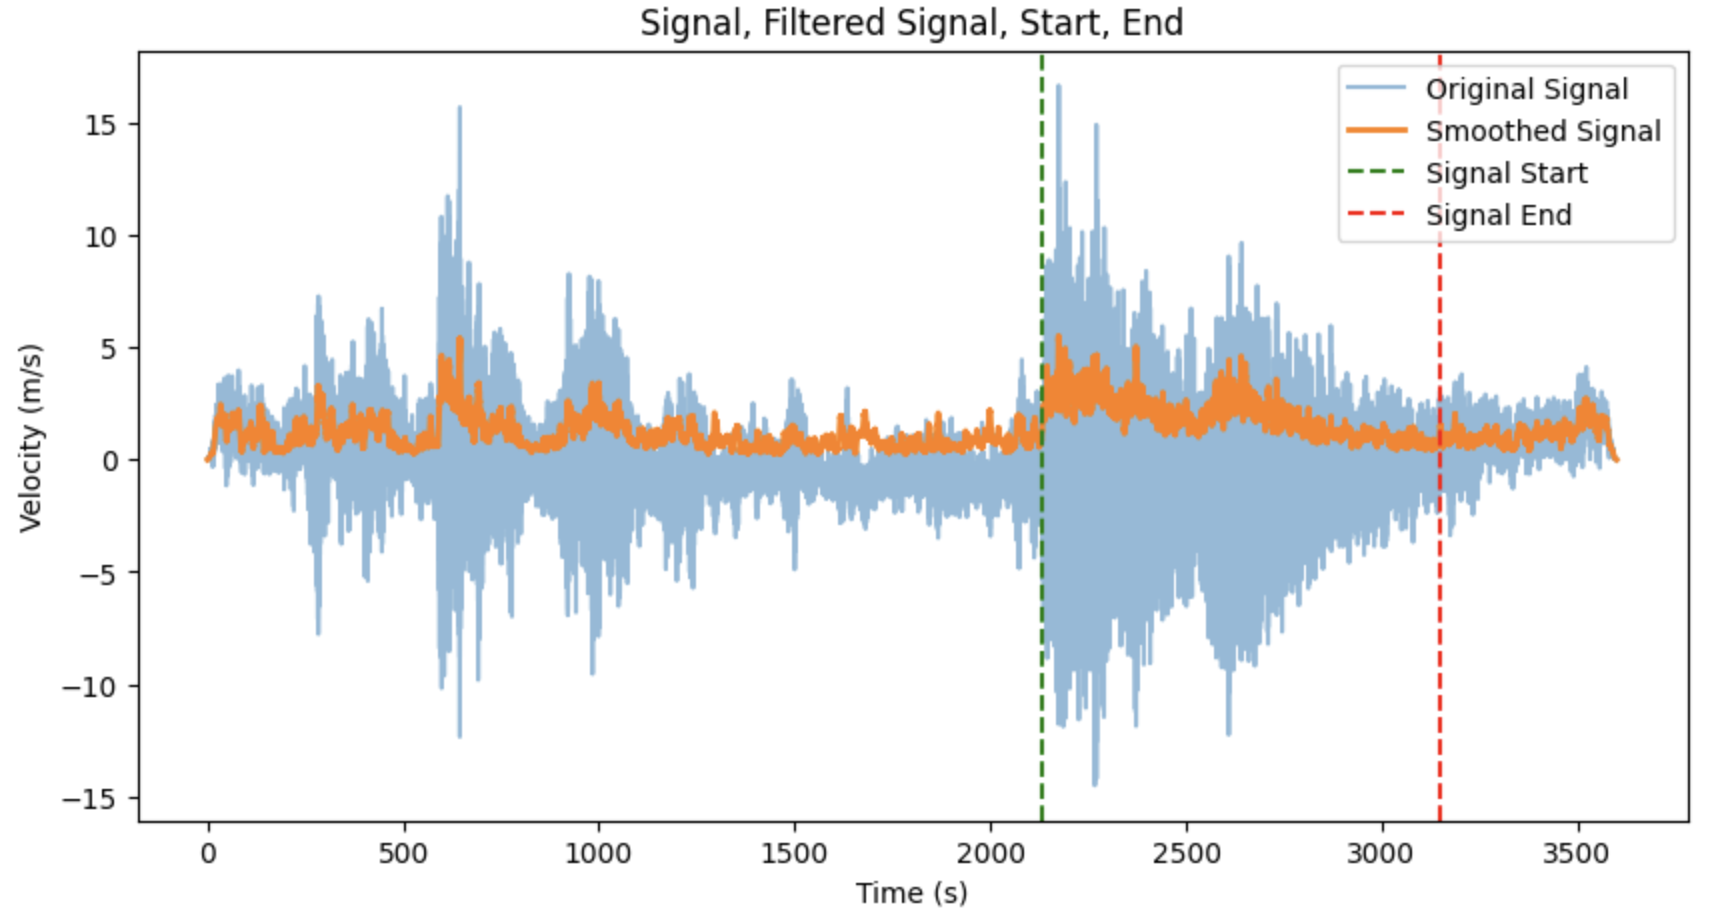 Signal, Filtered Signal, Start, End
Original Signal
Smoothed Signal
Signal Start
Signal End
Velocity (m/s)
15
10
5
0
−5
−10
−15
0 500 1000 1500 2000 2500 3000 3500
Time (s)